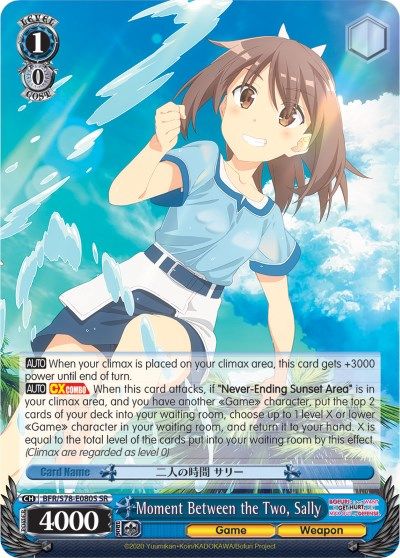 LEVEL
1
0
COST
AUTO When your climax is placed on your climax area, this card gets +3000
power until end of turn.
AUTO CX COMBO When this card attacks, if "Never-Ending Sunset Area" is in
your climax area, and you have another «Game» character, put the top 2
cards of your deck into your waiting room, choose up to 1 level X or lower
«Game» character in your waiting room, and return it to your hand. X is
equal to the total level of the cards put into your waiting room by this effect.
(Climax are regarded as level 0)
Card Name 二人の時間 サリー
CH BFR/S78-E080S SR
Moment Between the Two, Sally
POWER 4000
Game Weapon
©2020 Yuumikan・Koin/KADOKAWA/Bofuri Project